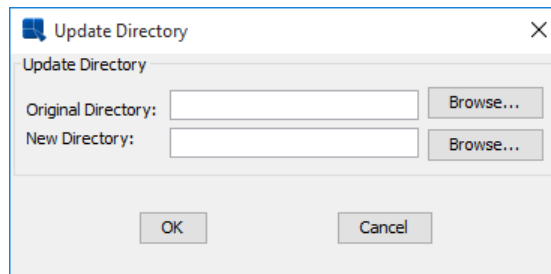 Update Directory
Update Directory
Original Directory:
Browse...
New Directory:
Browse...
OK
Cancel